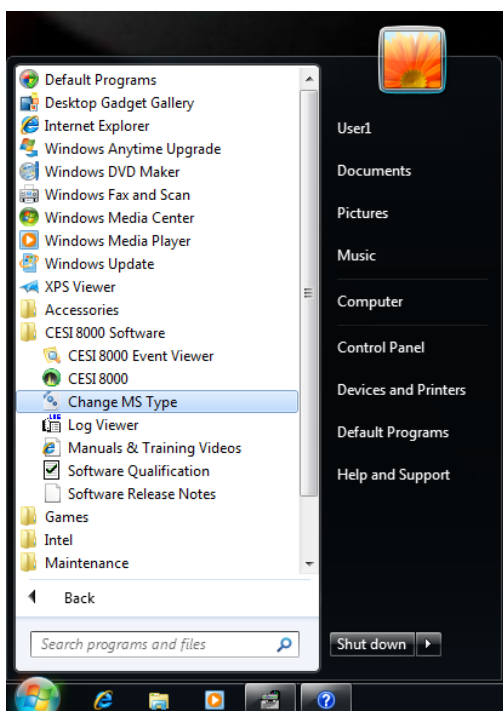 Default Programs
Desktop Gadget Gallery
Internet Explorer
Windows Anytime Upgrade
Windows DVD Maker
Windows Fax and Scan
Windows Media Center
Windows Media Player
Windows Update
XPS Viewer
Accessories
CESI 8000 Software
CESI 8000 Event Viewer
CESI 8000
Change MS Type
Log Viewer
Manuals & Training Videos
Software Qualification
Software Release Notes
Games
Intel
Maintenance
Back
Search programs and files
User1
Documents
Pictures
Music
Computer
Control Panel
Devices and Printers
Default Programs
Help and Support
Shut down